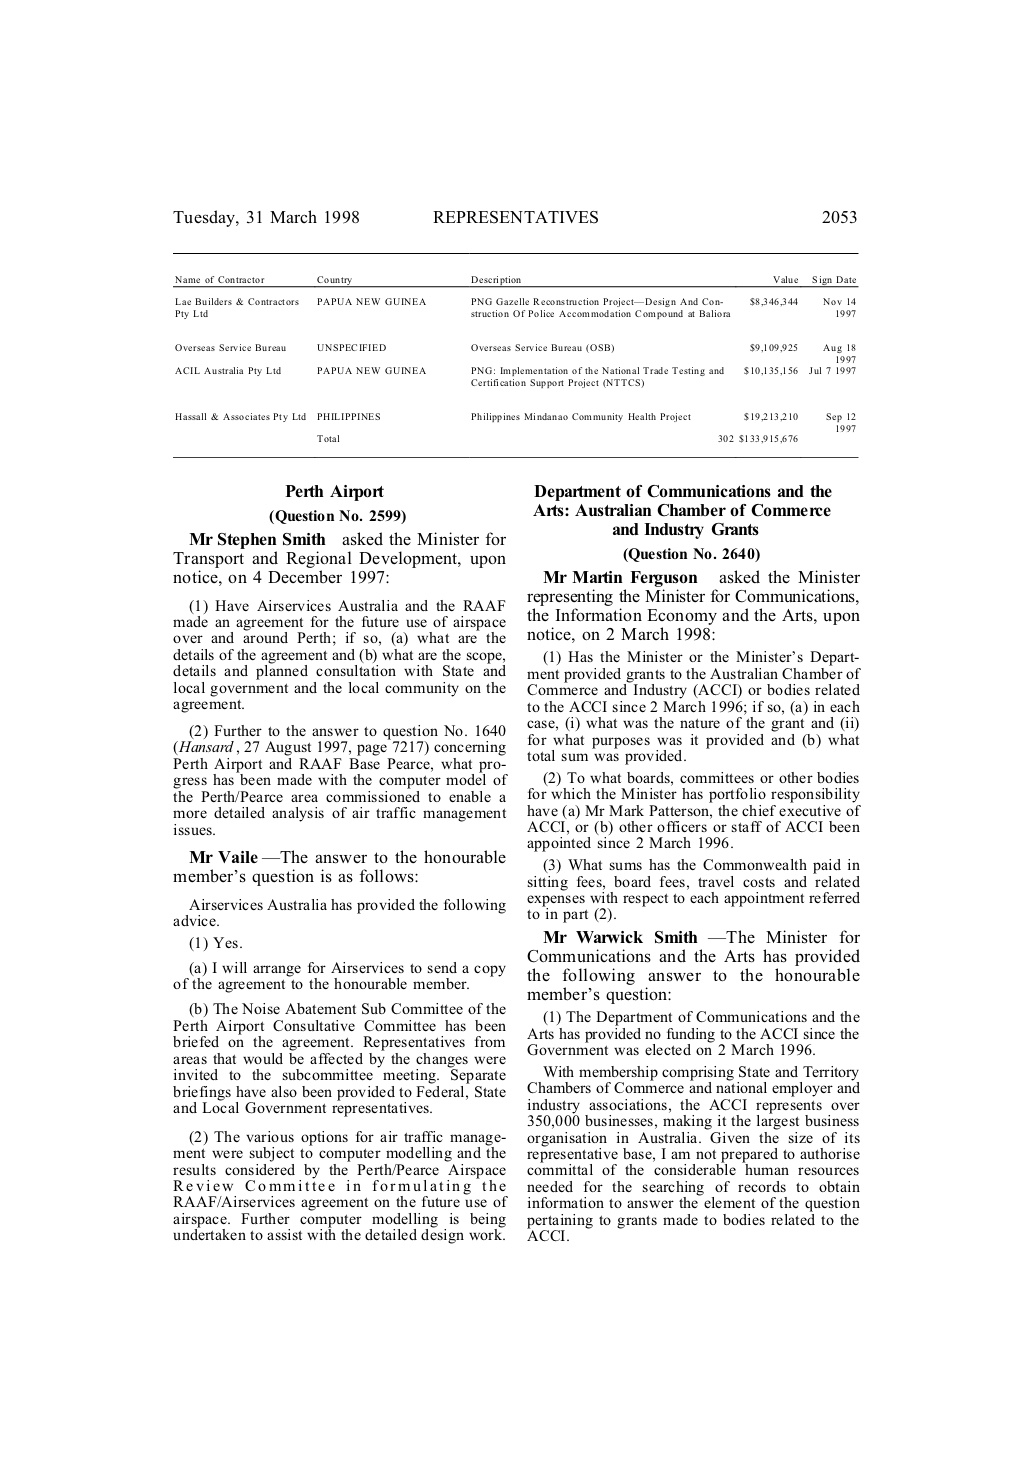 Tuesday, 31 March 1998 REPRESENTATIVES 2053
Name of Contractor Country Description Value Sign Date
Lae Builders & Contractors PAPUA NEW GUINEA PNG Gazelle Reconstruction Project—Design And Con- $8,346,344 Nov 14
Pty Ltd struction Of Police Accommodation Compound at Baliora 1997
Overseas Service Bureau UNSPECIFIED Overseas Service Bureau (OSB) $9,109,925 Aug 18
1997
ACIL Australia Pty Ltd PAPUA NEW GUINEA PNG: Implementation of the National Trade Testing and $10,135,156 Jul 7 1997
Certification Support Project (NTTCS)
Hassall & Associates Pty Ltd PHILIPPINES Philippines Mindanao Community Health Project $19,213,210 Sep 12
1997
Total 302 $133,915,676
Perth Airport
(Question No. 2599)
Mr Stephen Smith asked the Minister for
Transport and Regional Development, upon
notice, on 4 December 1997:
(1) Have Airservices Australia and the RAAF
made an agreement for the future use of airspace
over and around Perth; if so, (a) what are the
details of the agreement and (b) what are the scope,
details and planned consultation with State and
local government and the local community on the
agreement.
(2) Further to the answer to question No. 1640
(Hansard, 27 August 1997, page 7217) concerning
Perth Airport and RAAF Base Pearce, what pro-
gress has been made with the computer model of
the Perth/Pearce area commissioned to enable a
more detailed analysis of air traffic management
issues.
Mr Vaile—The answer to the honourable
member's question is as follows:
Airservices Australia has provided the following
advice.
(1) Yes.
(a) I will arrange for Airservices to send a copy
of the agreement to the honourable member.
(b) The Noise Abatement Sub Committee of the
Perth Airport Consultative Committee has been
briefed on the agreement. Representatives from
areas that would be affected by the changes were
invited to the subcommittee meeting. Separate
briefings have also been provided to Federal, State
and Local Government representatives.
(2) The various options for air traffic manage-
ment were subject to computer modelling and the
results considered by the Perth/Pearce Airspace
Review Committee in formulating the
RAAF/Airservices agreement on the future use of
airspace. Further computer modelling is being
undertaken to assist with the detailed design work.
Department of Communications and the
Arts: Australian Chamber of Commerce
and Industry Grants
(Question No. 2640)
Mr Martin Ferguson asked the Minister
representing the Minister for Communications,
the Information Economy and the Arts, upon
notice, on 2 March 1998:
(1) Has the Minister or the Minister's Depart-
ment provided grants to the Australian Chamber of
Commerce and Industry (ACCI) or bodies related
to the ACCI since 2 March 1996; if so, (a) in each
case, (i) what was the nature of the grant and (ii)
for what purposes was it provided and (b) what
total sum was provided.
(2) To what boards, committees or other bodies
for which the Minister has portfolio responsibility
have (a) Mr Mark Patterson, the chief executive of
ACCI, or (b) other officers or staff of ACCI been
appointed since 2 March 1996.
(3) What sums has the Commonwealth paid in
sitting fees, board fees, travel costs and related
expenses with respect to each appointment referred
to in part (2).
Mr Warwick Smith—The Minister for
Communications and the Arts has provided
the following answer to the honourable
member's question:
(1) The Department of Communications and the
Arts has provided no funding to the ACCI since the
Government was elected on 2 March 1996.
With membership comprising State and Territory
Chambers of Commerce and national employer and
industry associations, the ACCI represents over
350,000 businesses, making it the largest business
organisation in Australia. Given the size of its
representative base, I am not prepared to authorise
committal of the considerable human resources
needed for the searching of records to obtain
information to answer the element of the question
pertaining to grants made to bodies related to the
ACCI.